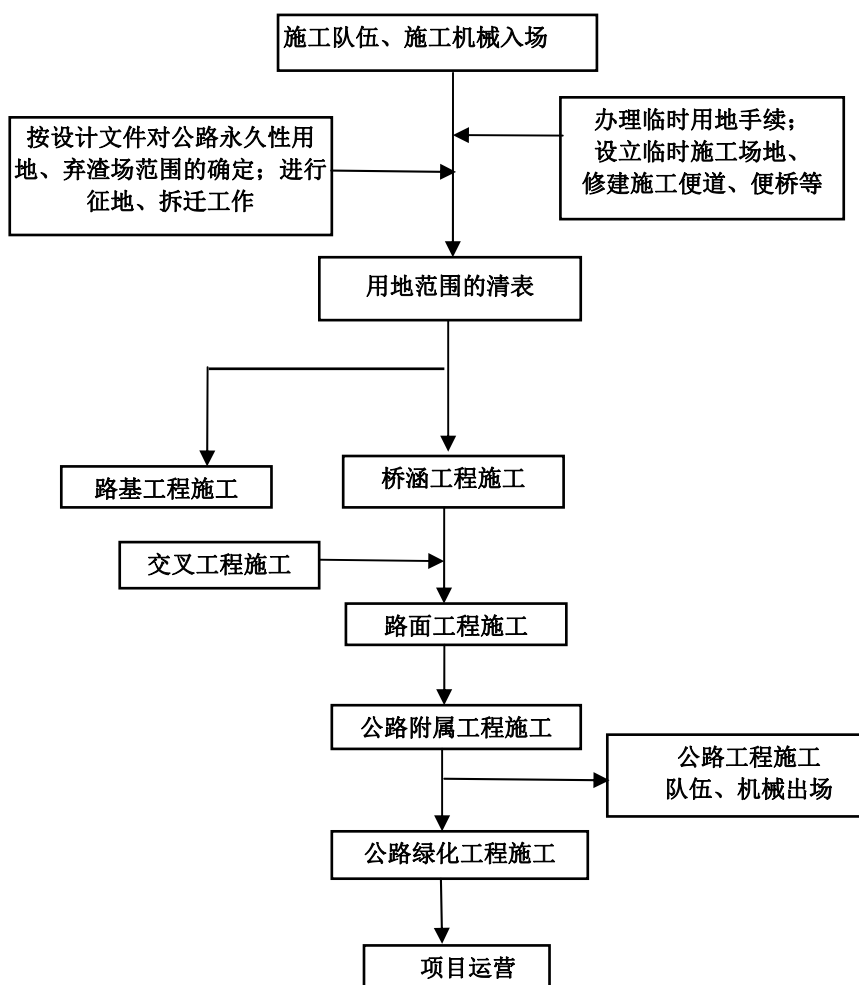 施工队伍、施工机械入场
按设计文件对公路永久性用
地、弃渣场范围的确定；进行
征地、拆迁工作
办理临时用地手续；
设立临时施工场地、
修建施工便道、便桥等
用地范围的清表
路基工程施工
桥涵工程施工
交叉工程施工
路面工程施工
公路附属工程施工
公路工程施工
队伍、机械出场
公路绿化工程施工
项目运营